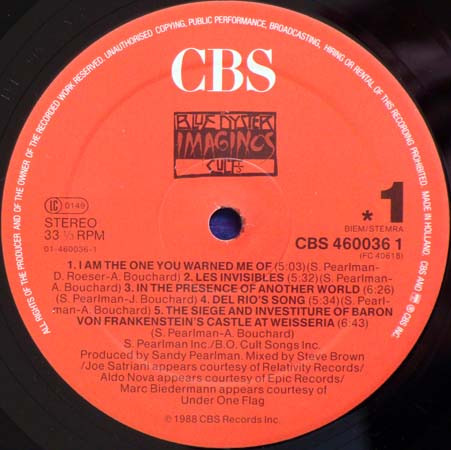 ALL RIGHTS OF THE PRODUCER AND OF THE OWNER OF THE RECORDED WORK RESERVED. UNAUTHORISED COPYING, PUBLIC PERFORMANCE, BROADCASTING, HIRING OR RENTAL OF THIS RECORDING PROHIBITED. MADE IN HOLLAND. CBS AND ARE ® CBS INC.
CBS
BLUE ÖYSTER
IMAGINOS
CULTS
LC 0149
STEREO
33 ⅓ RPM
01-460036-1
* 1
BIEM/STEMRA
CBS 460036 1
(FC 40618)
1. I AM THE ONE YOU WARNED ME OF (5:03)(S. Pearlman-
D. Roeser-A. Bouchard) 2. LES INVISIBLES (5:32)(S. Pearlman-
A. Bouchard) 3. IN THE PRESENCE OF ANOTHER WORLD (6:26)
(S. Pearlman-J. Bouchard) 4. DEL RIO'S SONG (5:34)(S. Pearl-
man-A. Bouchard) 5. THE SIEGE AND INVESTITURE OF BARON
VON FRANKENSTEIN'S CASTLE AT WEISSERIA (6:43)
(S. Pearlman-A. Bouchard)
S. Pearlman Inc./B.O. Cult Songs Inc.
Produced by Sandy Pearlman. Mixed by Steve Brown
/Joe Satriani appears courtesy of Relativity Records/
Aldo Nova appears courtesy of Epic Records/
Marc Biedermann appears courtesy of
Under One Flag
℗ 1988 CBS Records Inc.